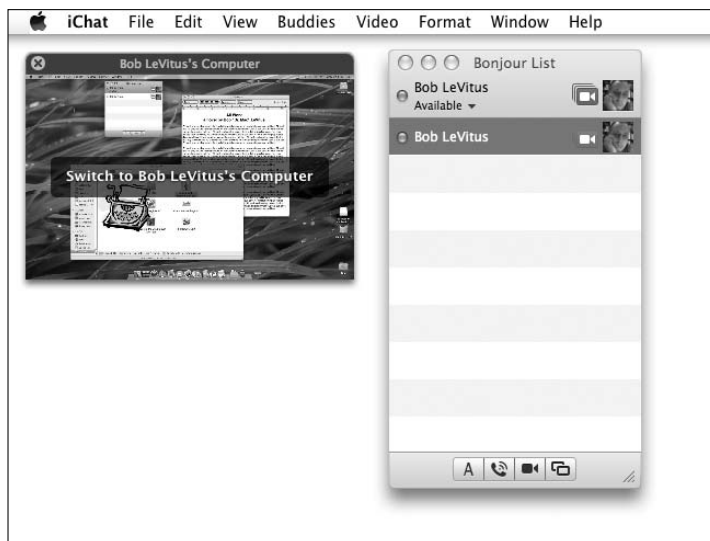 iChat File Edit View Buddies Video Format Window Help
Bob LeVitus's Computer
Switch to Bob LeVitus's Computer
Bonjour List
Bob LeVitus
Available
Bob LeVitus
A